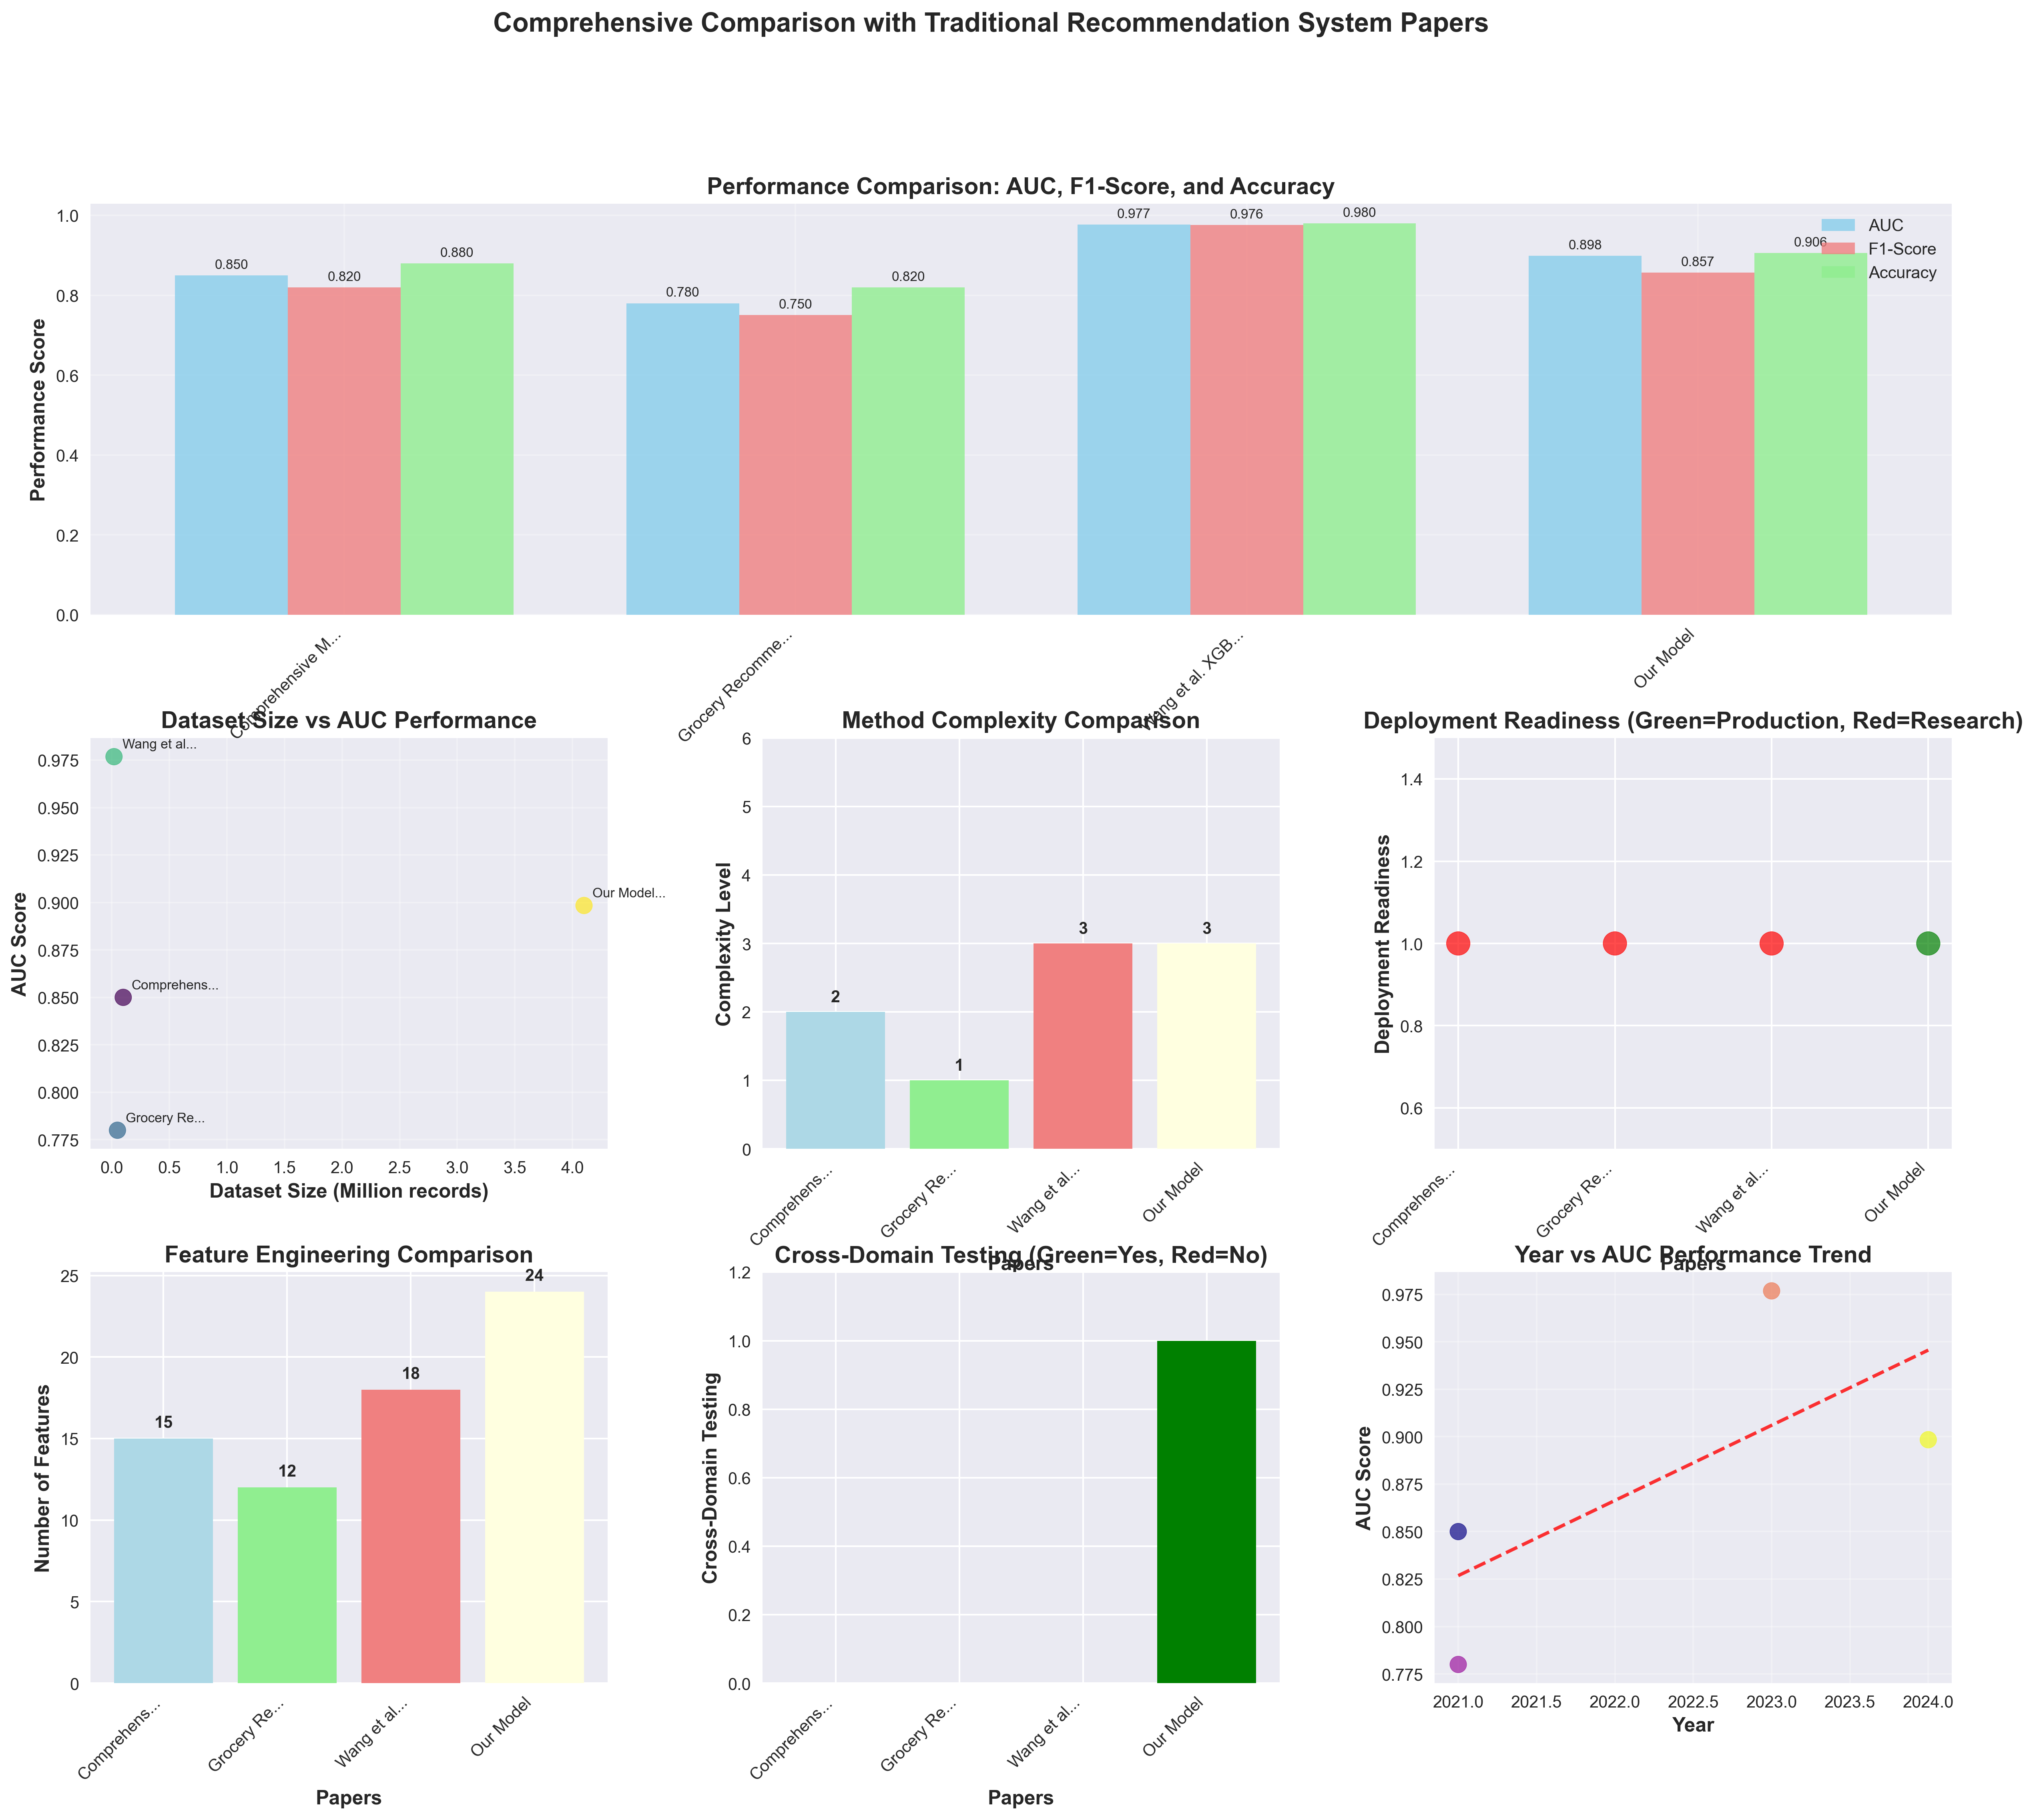 Comprehensive Comparison with Traditional Recommendation System Papers
Performance Comparison: AUC, F1-Score, and Accuracy
Performance Score
1.0
0.8
0.6
0.4
0.2
0.0
0.850
0.820
0.880
0.780
0.750
0.820
0.977
0.976
0.980
0.898
0.857
0.906
AUC
F1-Score
Accuracy
Comprehensive M...
Grocery Recomme...
Wang et al. XGB...
Our Model
Dataset Size vs AUC Performance
AUC Score
0.975
0.950
0.925
0.900
0.875
0.850
0.825
0.800
0.775
Wang et al...
Our Model...
Comprehens...
Grocery Re...
0.0 0.5 1.0 1.5 2.0 2.5 3.0 3.5 4.0
Dataset Size (Million records)
Method Complexity Comparison
Complexity Level
6
5
4
3
2
1
0
2
1
3
3
Comprehens...
Grocery Re...
Wang et al...
Our Model
Papers
Deployment Readiness (Green=Production, Red=Research)
Deployment Readiness
1.4
1.2
1.0
0.8
0.6
Comprehens...
Grocery Re...
Wang et al...
Our Model
Papers
Feature Engineering Comparison
Number of Features
25
20
15
10
5
0
15
12
18
24
Comprehens...
Grocery Re...
Wang et al...
Our Model
Papers
Cross-Domain Testing (Green=Yes, Red=No)
Cross-Domain Testing
1.2
1.0
0.8
0.6
0.4
0.2
0.0
Comprehens...
Grocery Re...
Wang et al...
Our Model
Papers
Year vs AUC Performance Trend
AUC Score
0.975
0.950
0.925
0.900
0.875
0.850
0.825
0.800
0.775
2021.0 2021.5 2022.0 2022.5 2023.0 2023.5 2024.0
Year